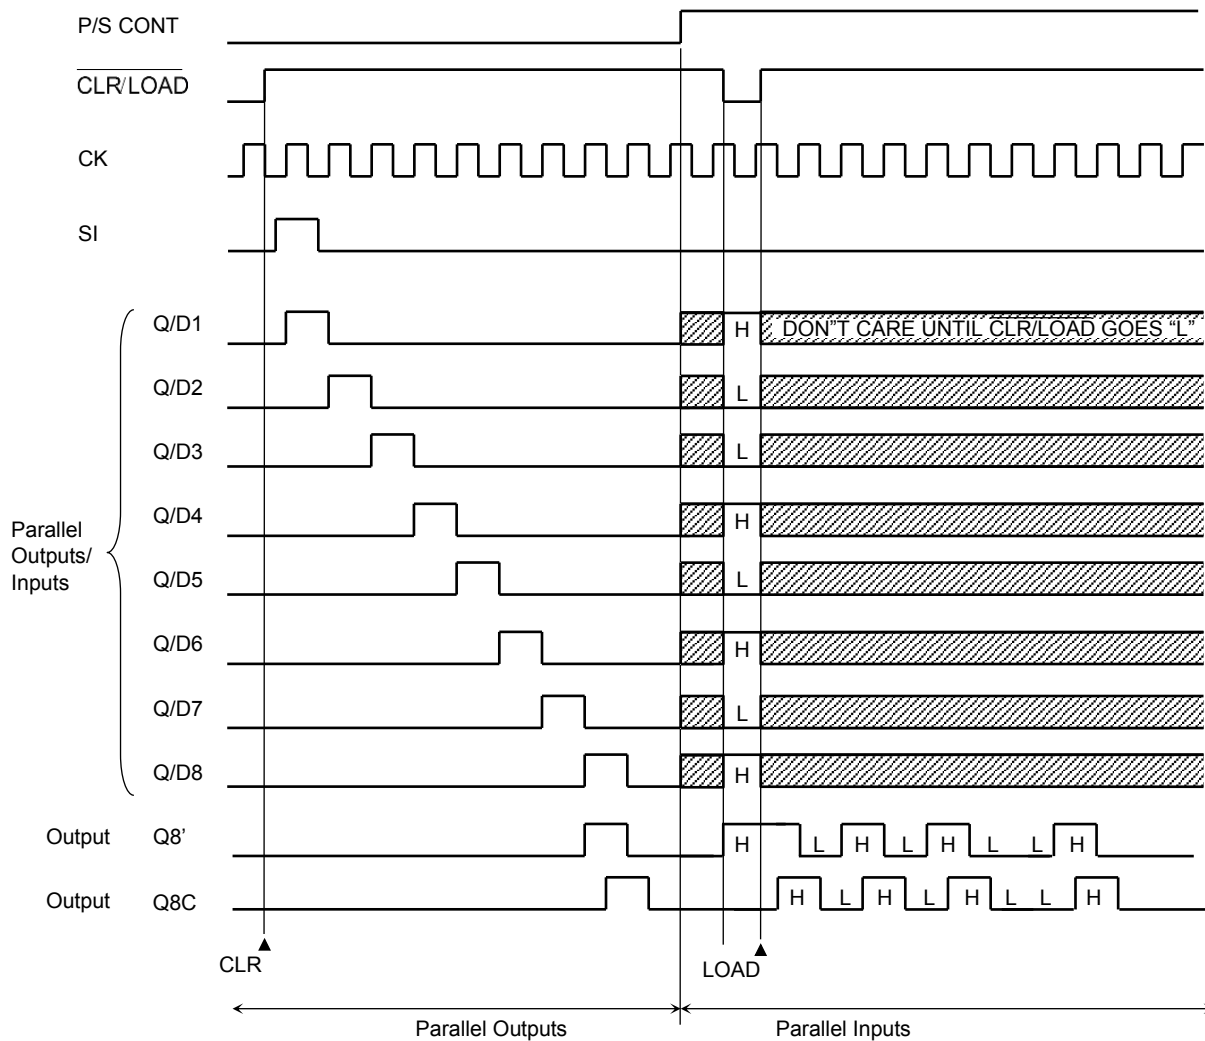 P/S CONT
CLR/LOAD
CK
SI
Q/D1 H DON"T CARE UNTIL CLR/LOAD GOES “L”
Q/D2 L
Q/D3 L
Q/D4 H
Parallel
Outputs/
Inputs
Q/D5 L
Q/D6 H
Q/D7 L
Q/D8 H
Output Q8’ H L H L H L L H
Output Q8C H L H L H L L H
CLR LOAD
Parallel Outputs Parallel Inputs